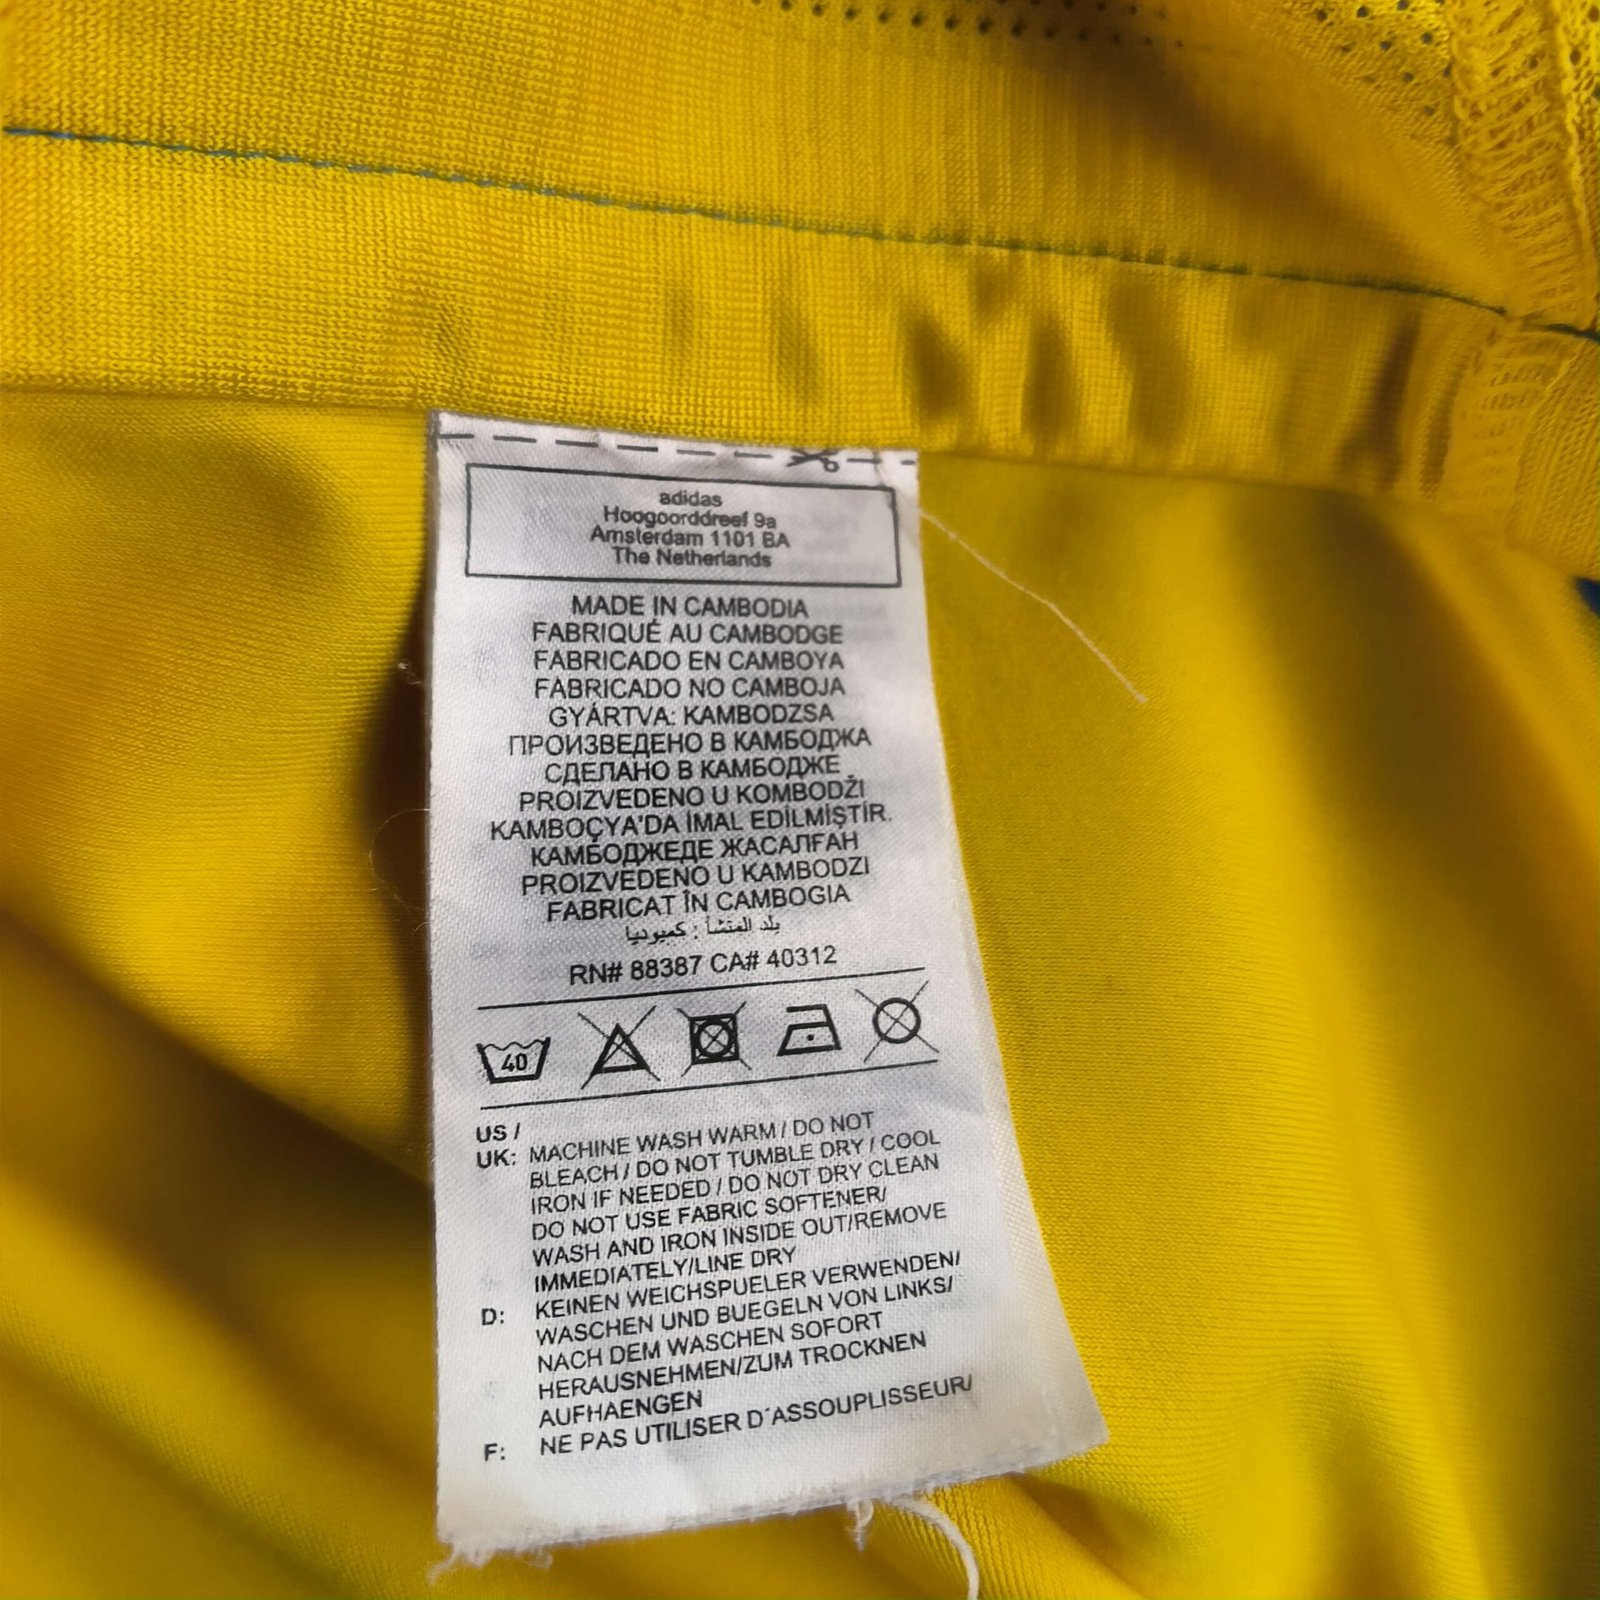 adidas
Hoogoorddreef 9a
Amsterdam 1101 BA
The Netherlands
MADE IN CAMBODIA
FABRIQUÉ AU CAMBODGE
FABRICADO EN CAMBOYA
FABRICADO NO CAMBOJA
GYÁRTVA: KAMBODZSA
ПРОИЗВЕДЕНО В КАМБОДЖА
СДЕЛАНО В КАМБОДЖЕ
PROIZVEDENO U KOMBODŽI
KAMBOÇYA'DA İMAL EDİLMİŞTİR.
КАМБОДЖЕДЕ ЖАСАЛҒАН
PROIZVEDENO U KAMBODZI
FABRICAT ÎN CAMBOGIA
بلد المنشأ : كمبوديا
RN# 88387 CA# 40312
40
US /
UK: MACHINE WASH WARM / DO NOT
BLEACH / DO NOT TUMBLE DRY / COOL
IRON IF NEEDED / DO NOT DRY CLEAN
DO NOT USE FABRIC SOFTENER/
WASH AND IRON INSIDE OUT/REMOVE
IMMEDIATELY/LINE DRY
D: KEINEN WEICHSPUELER VERWENDEN/
WASCHEN UND BUEGELN VON LINKS/
NACH DEM WASCHEN SOFORT
HERAUSNEHMEN/ZUM TROCKNEN
AUFHAENGEN
F: NE PAS UTILISER D´ASSOUPLISSEUR/